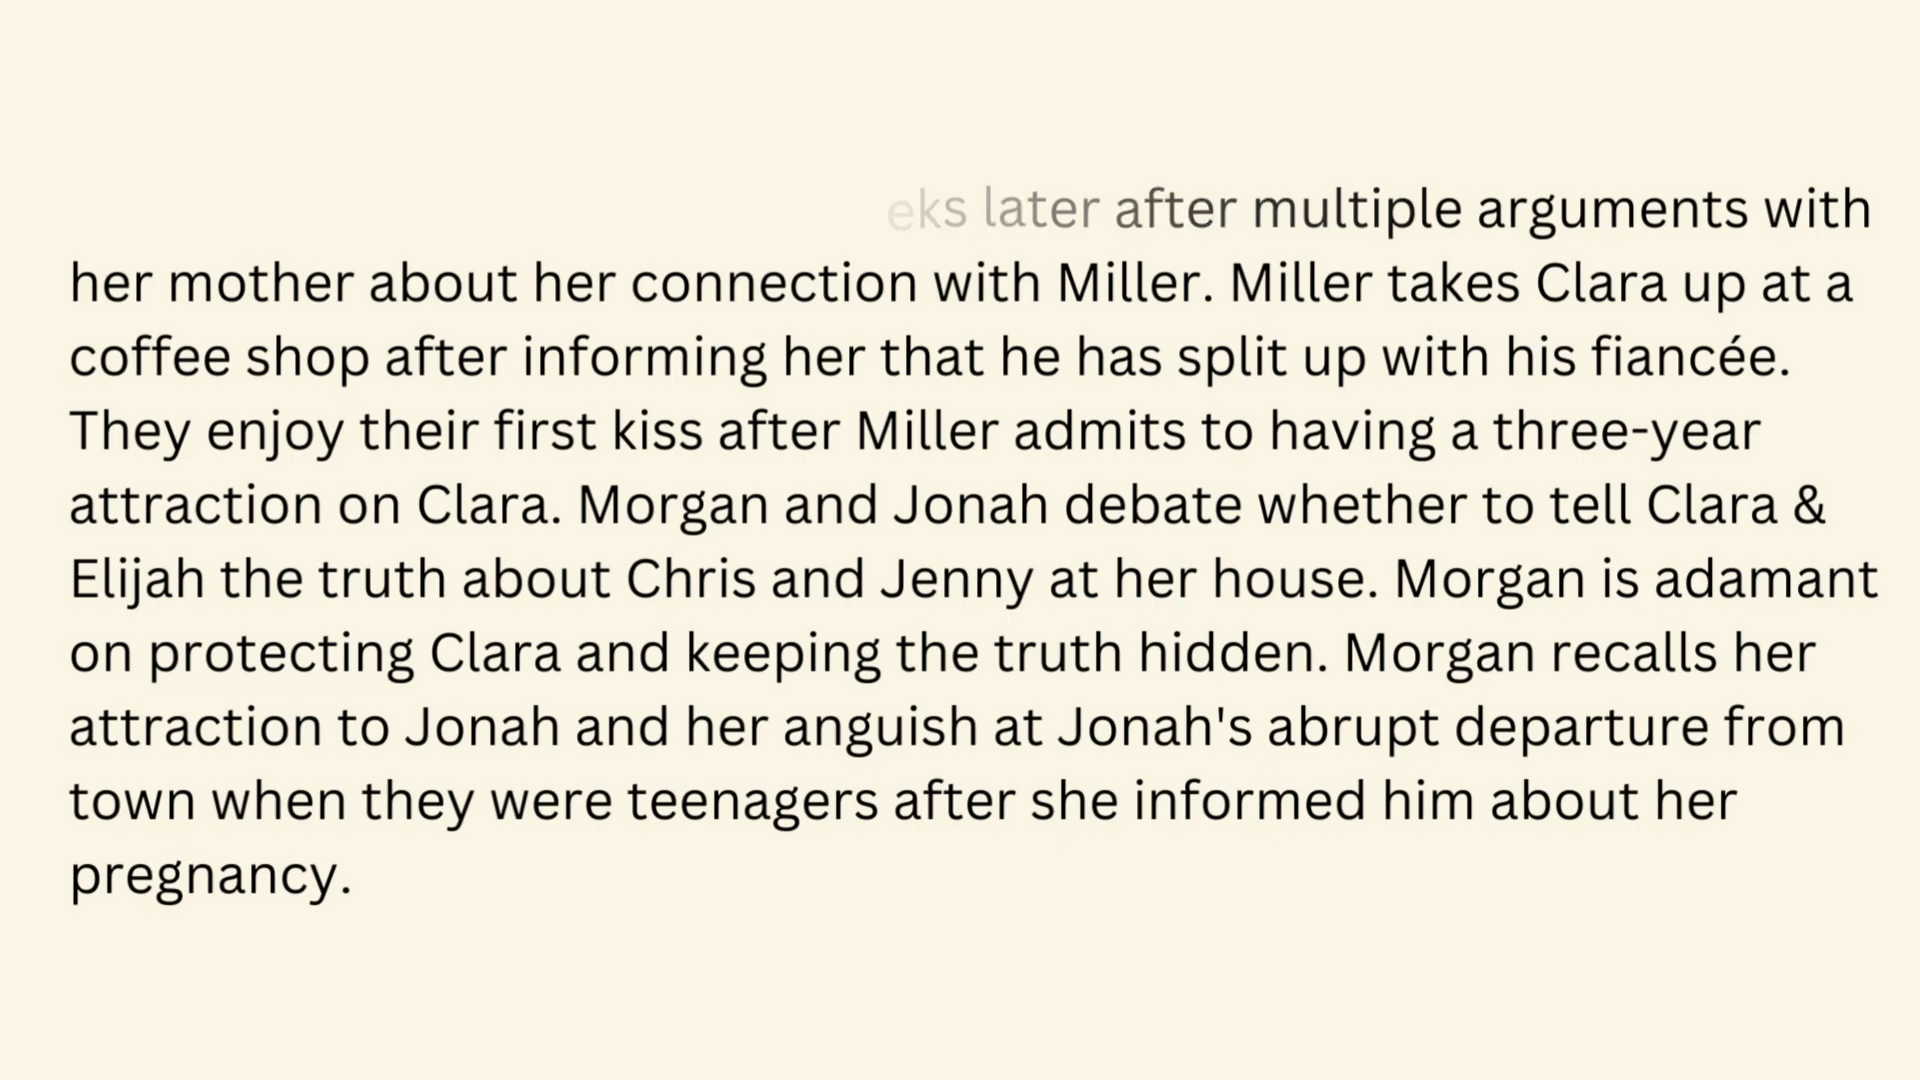 later after multiple arguments with
her mother about her connection with Miller. Miller takes Clara up at a
coffee shop after informing her that he has split up with his fiancée.
They enjoy their first kiss after Miller admits to having a three-year
attraction on Clara. Morgan and Jonah debate whether to tell Clara &
Elijah the truth about Chris and Jenny at her house. Morgan is adamant
on protecting Clara and keeping the truth hidden. Morgan recalls her
attraction to Jonah and her anguish at Jonah's abrupt departure from
town when they were teenagers after she informed him about her
pregnancy.